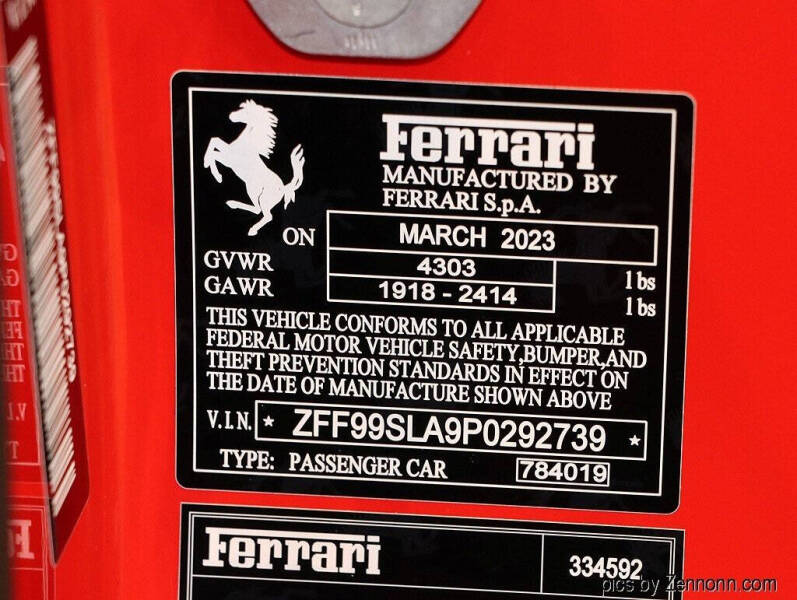 Ferrari
MANUFACTURED BY
FERRARI S.p.A.
ON MARCH 2023
GVWR 4303 lbs
GAWR 1918 - 2414 lbs
THIS VEHICLE CONFORMS TO ALL APPLICABLE
FEDERAL MOTOR VEHICLE SAFETY,BUMPER,AND
THEFT PREVENTION STANDARDS IN EFFECT ON
THE DATE OF MANUFACTURE SHOWN ABOVE
V.I.N. * ZFF99SLA9P0292739 *
TYPE: PASSENGER CAR 784019
Ferrari 334592
pics by Zennonn.com